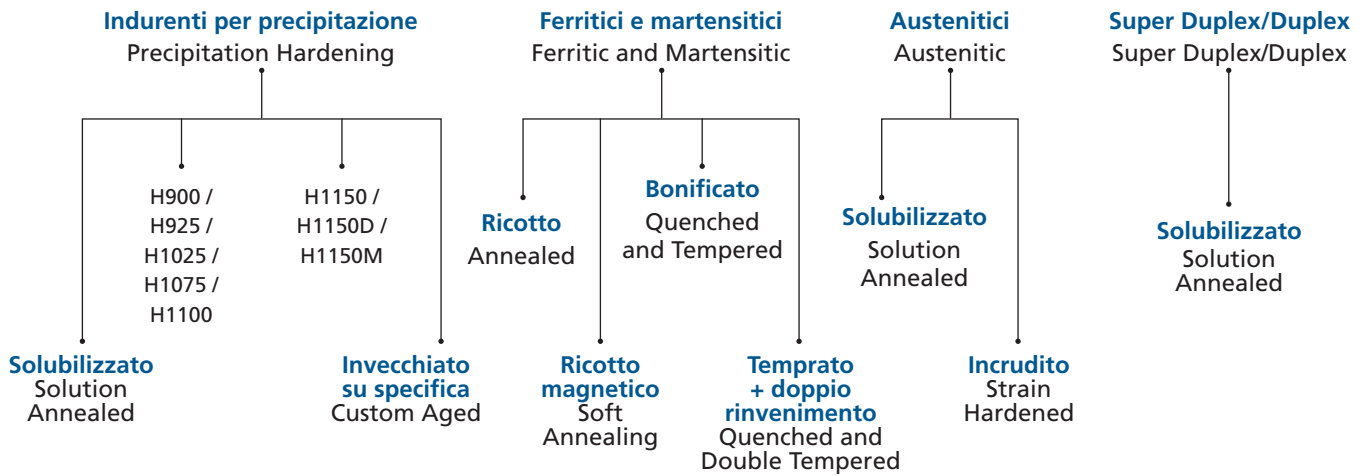 Indurenti per precipitazione
Precipitation Hardening
Ferritici e martensitici
Ferritic and Martensitic
Austenitici
Austenitic
Super Duplex/Duplex
Super Duplex/Duplex
H900 /
H925 /
H1025 /
H1075 /
H1100
H1150 /
H1150D /
H1150M
Ricotto
Annealed
Bonificato
Quenched
and Tempered
Solubilizzato
Solution
Annealed
Solubilizzato
Solution
Annealed
Solubilizzato
Solution
Annealed
Invecchiato
su specifica
Custom Aged
Ricotto
magnetico
Soft
Annealing
Temprato
+ doppio
rinvenimento
Quenched and
Double Tempered
Incrudito
Strain
Hardened